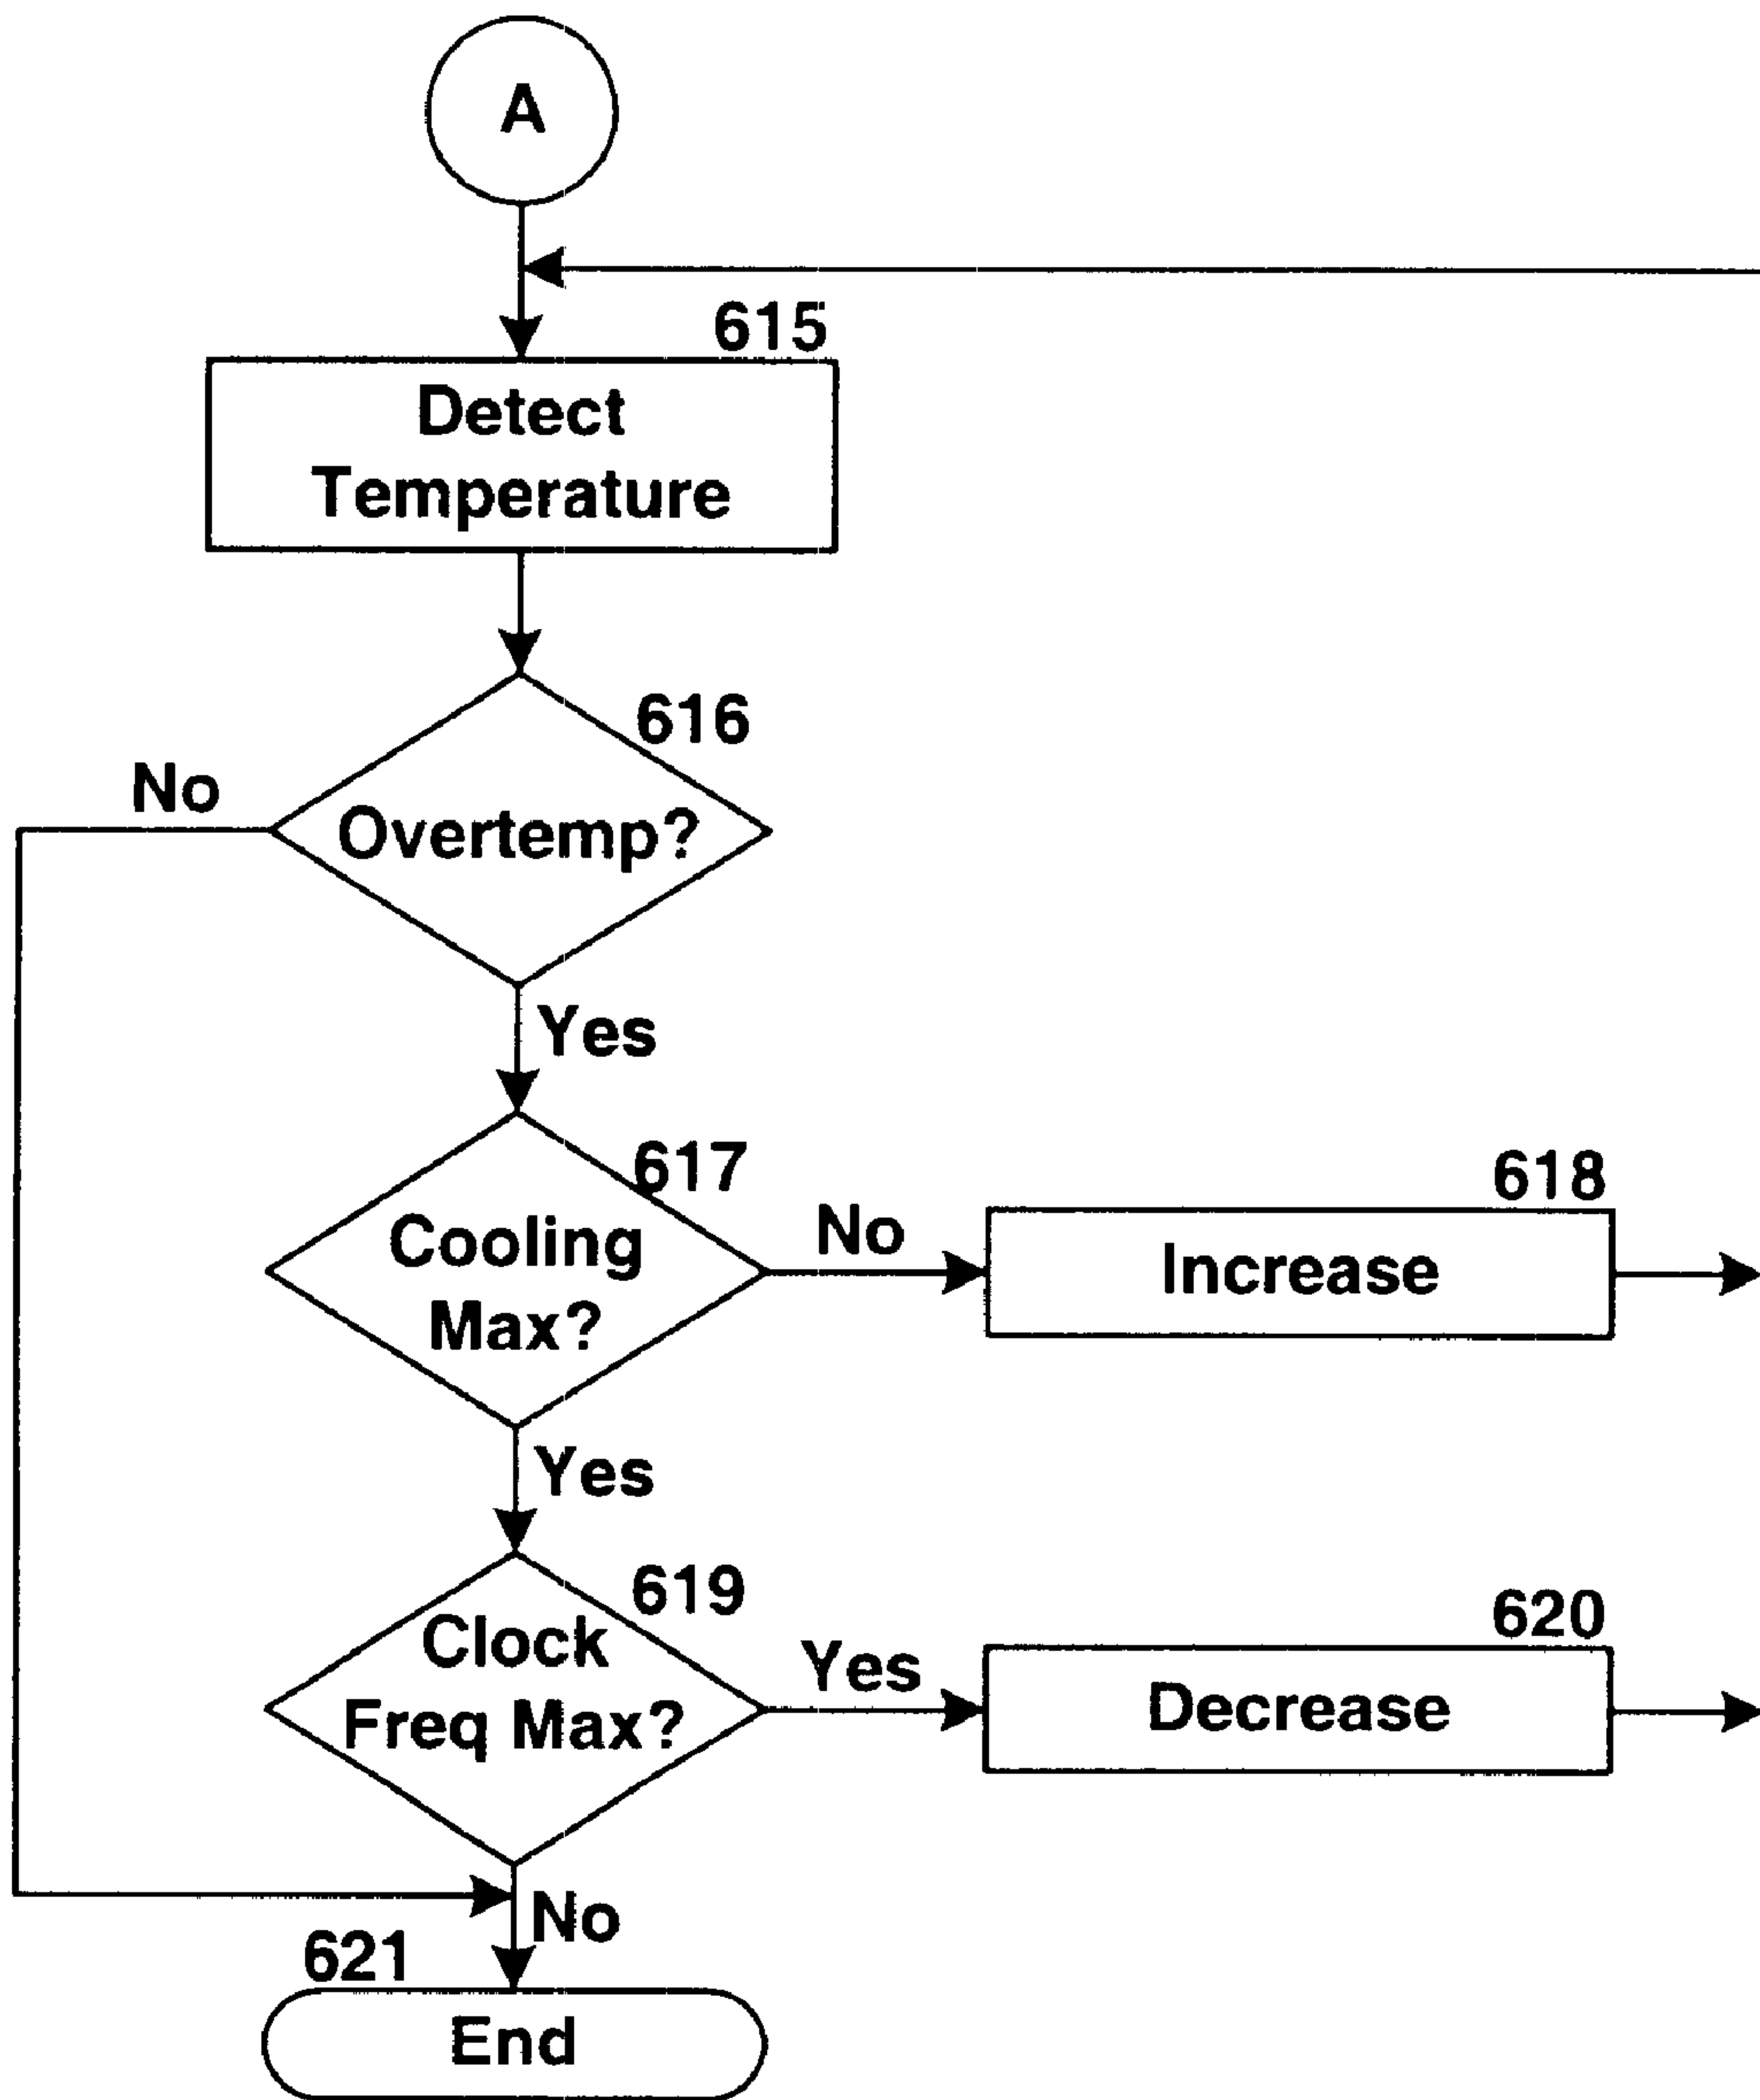 A
615
Detect
Temperature
616
No
Overtemp?
Yes
617
Cooling
Max?
No
618
Increase
Yes
619
Clock
Freq Max?
Yes
620
Decrease
No
621
End